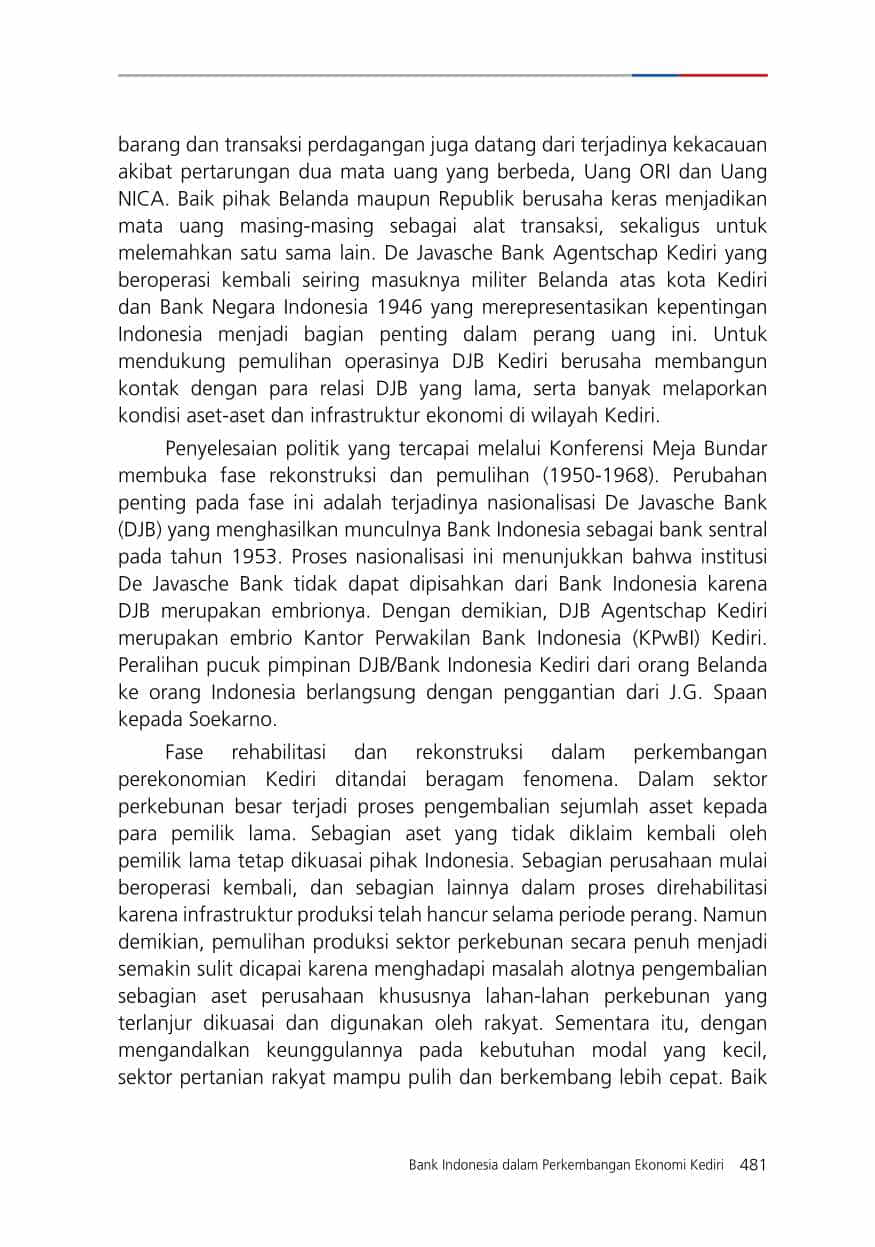 barang dan transaksi perdagangan juga datang dari terjadinya kekacauan
akibat pertarungan dua mata uang yang berbeda, Uang ORI dan Uang
NICA. Baik pihak Belanda maupun Republik berusaha keras menjadikan
mata uang masing-masing sebagai alat transaksi, sekaligus untuk
melemahkan satu sama lain. De Javasche Bank Agentschap Kediri yang
beroperasi kembali seiring masuknya militer Belanda atas kota Kediri
dan Bank Negara Indonesia 1946 yang merepresentasikan kepentingan
Indonesia menjadi bagian penting dalam perang uang ini. Untuk
mendukung pemulihan operasinya DJB Kediri berusaha membangun
kontak dengan para relasi DJB yang lama, serta banyak melaporkan
kondisi aset-aset dan infrastruktur ekonomi di wilayah Kediri.
Penyelesaian politik yang tercapai melalui Konferensi Meja Bundar
membuka fase rekonstruksi dan pemulihan (1950-1968). Perubahan
penting pada fase ini adalah terjadinya nasionalisasi De Javasche Bank
(DJB) yang menghasilkan munculnya Bank Indonesia sebagai bank sentral
pada tahun 1953. Proses nasionalisasi ini menunjukkan bahwa institusi
De Javasche Bank tidak dapat dipisahkan dari Bank Indonesia karena
DJB merupakan embrionya. Dengan demikian, DJB Agentschap Kediri
merupakan embrio Kantor Perwakilan Bank Indonesia (KPwBI) Kediri.
Peralihan pucuk pimpinan DJB/Bank Indonesia Kediri dari orang Belanda
ke orang Indonesia berlangsung dengan penggantian dari J.G. Spaan
kepada Soekarno.
Fase rehabilitasi dan rekonstruksi dalam perkembangan
perekonomian Kediri ditandai beragam fenomena. Dalam sektor
perkebunan besar terjadi proses pengembalian sejumlah asset kepada
para pemilik lama. Sebagian aset yang tidak diklaim kembali oleh
pemilik lama tetap dikuasai pihak Indonesia. Sebagian perusahaan mulai
beroperasi kembali, dan sebagian lainnya dalam proses direhabilitasi
karena infrastruktur produksi telah hancur selama periode perang. Namun
demikian, pemulihan produksi sektor perkebunan secara penuh menjadi
semakin sulit dicapai karena menghadapi masalah alotnya pengembalian
sebagian aset perusahaan khususnya lahan-lahan perkebunan yang
terlanjur dikuasai dan digunakan oleh rakyat. Sementara itu, dengan
mengandalkan keunggulannya pada kebutuhan modal yang kecil,
sektor pertanian rakyat mampu pulih dan berkembang lebih cepat. Baik
Bank Indonesia dalam Perkembangan Ekonomi Kediri 481